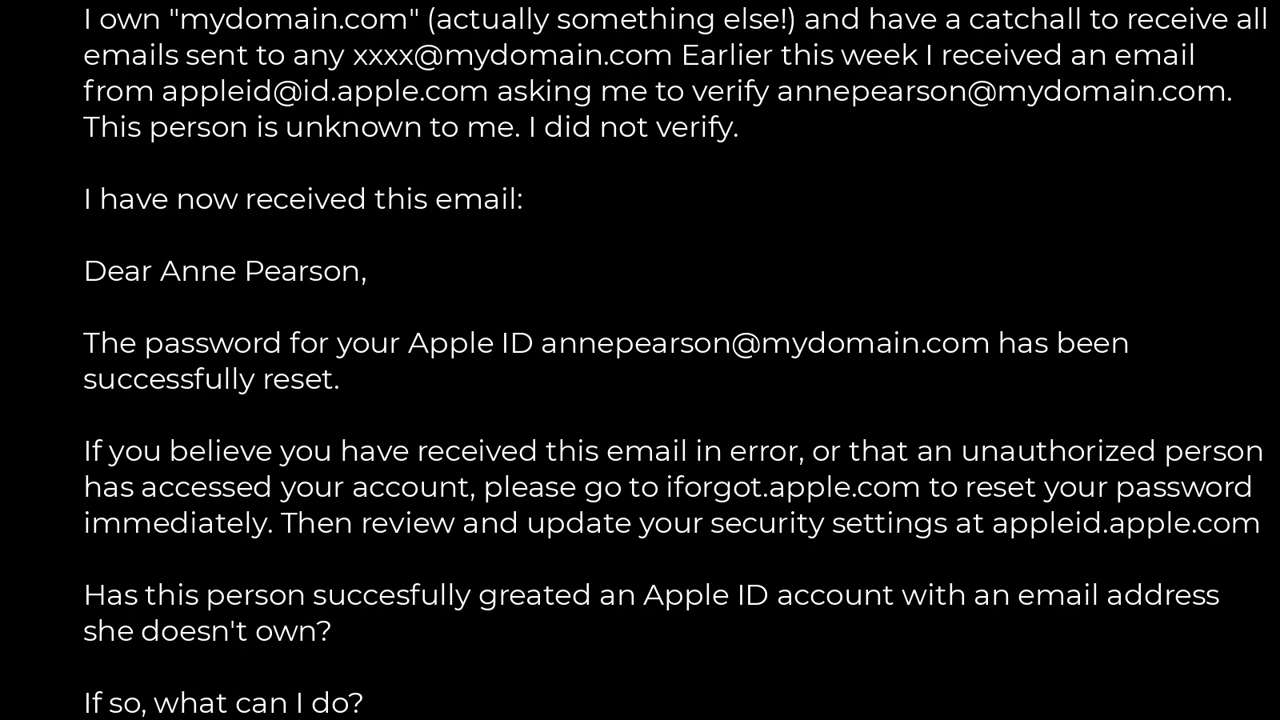 I own "mydomain.com" (actually something else!) and have a catchall to receive all
emails sent to any xxxx@mydomain.com Earlier this week I received an email
from appleid@id.apple.com asking me to verify annepearson@mydomain.com.
This person is unknown to me. I did not verify.
I have now received this email:
Dear Anne Pearson,
The password for your Apple ID annepearson@mydomain.com has been
successfully reset.
If you believe you have received this email in error, or that an unauthorized person
has accessed your account, please go to iforgot.apple.com to reset your password
immediately. Then review and update your security settings at appleid.apple.com
Has this person succesfully greated an Apple ID account with an email address
she doesn't own?
If so, what can I do?